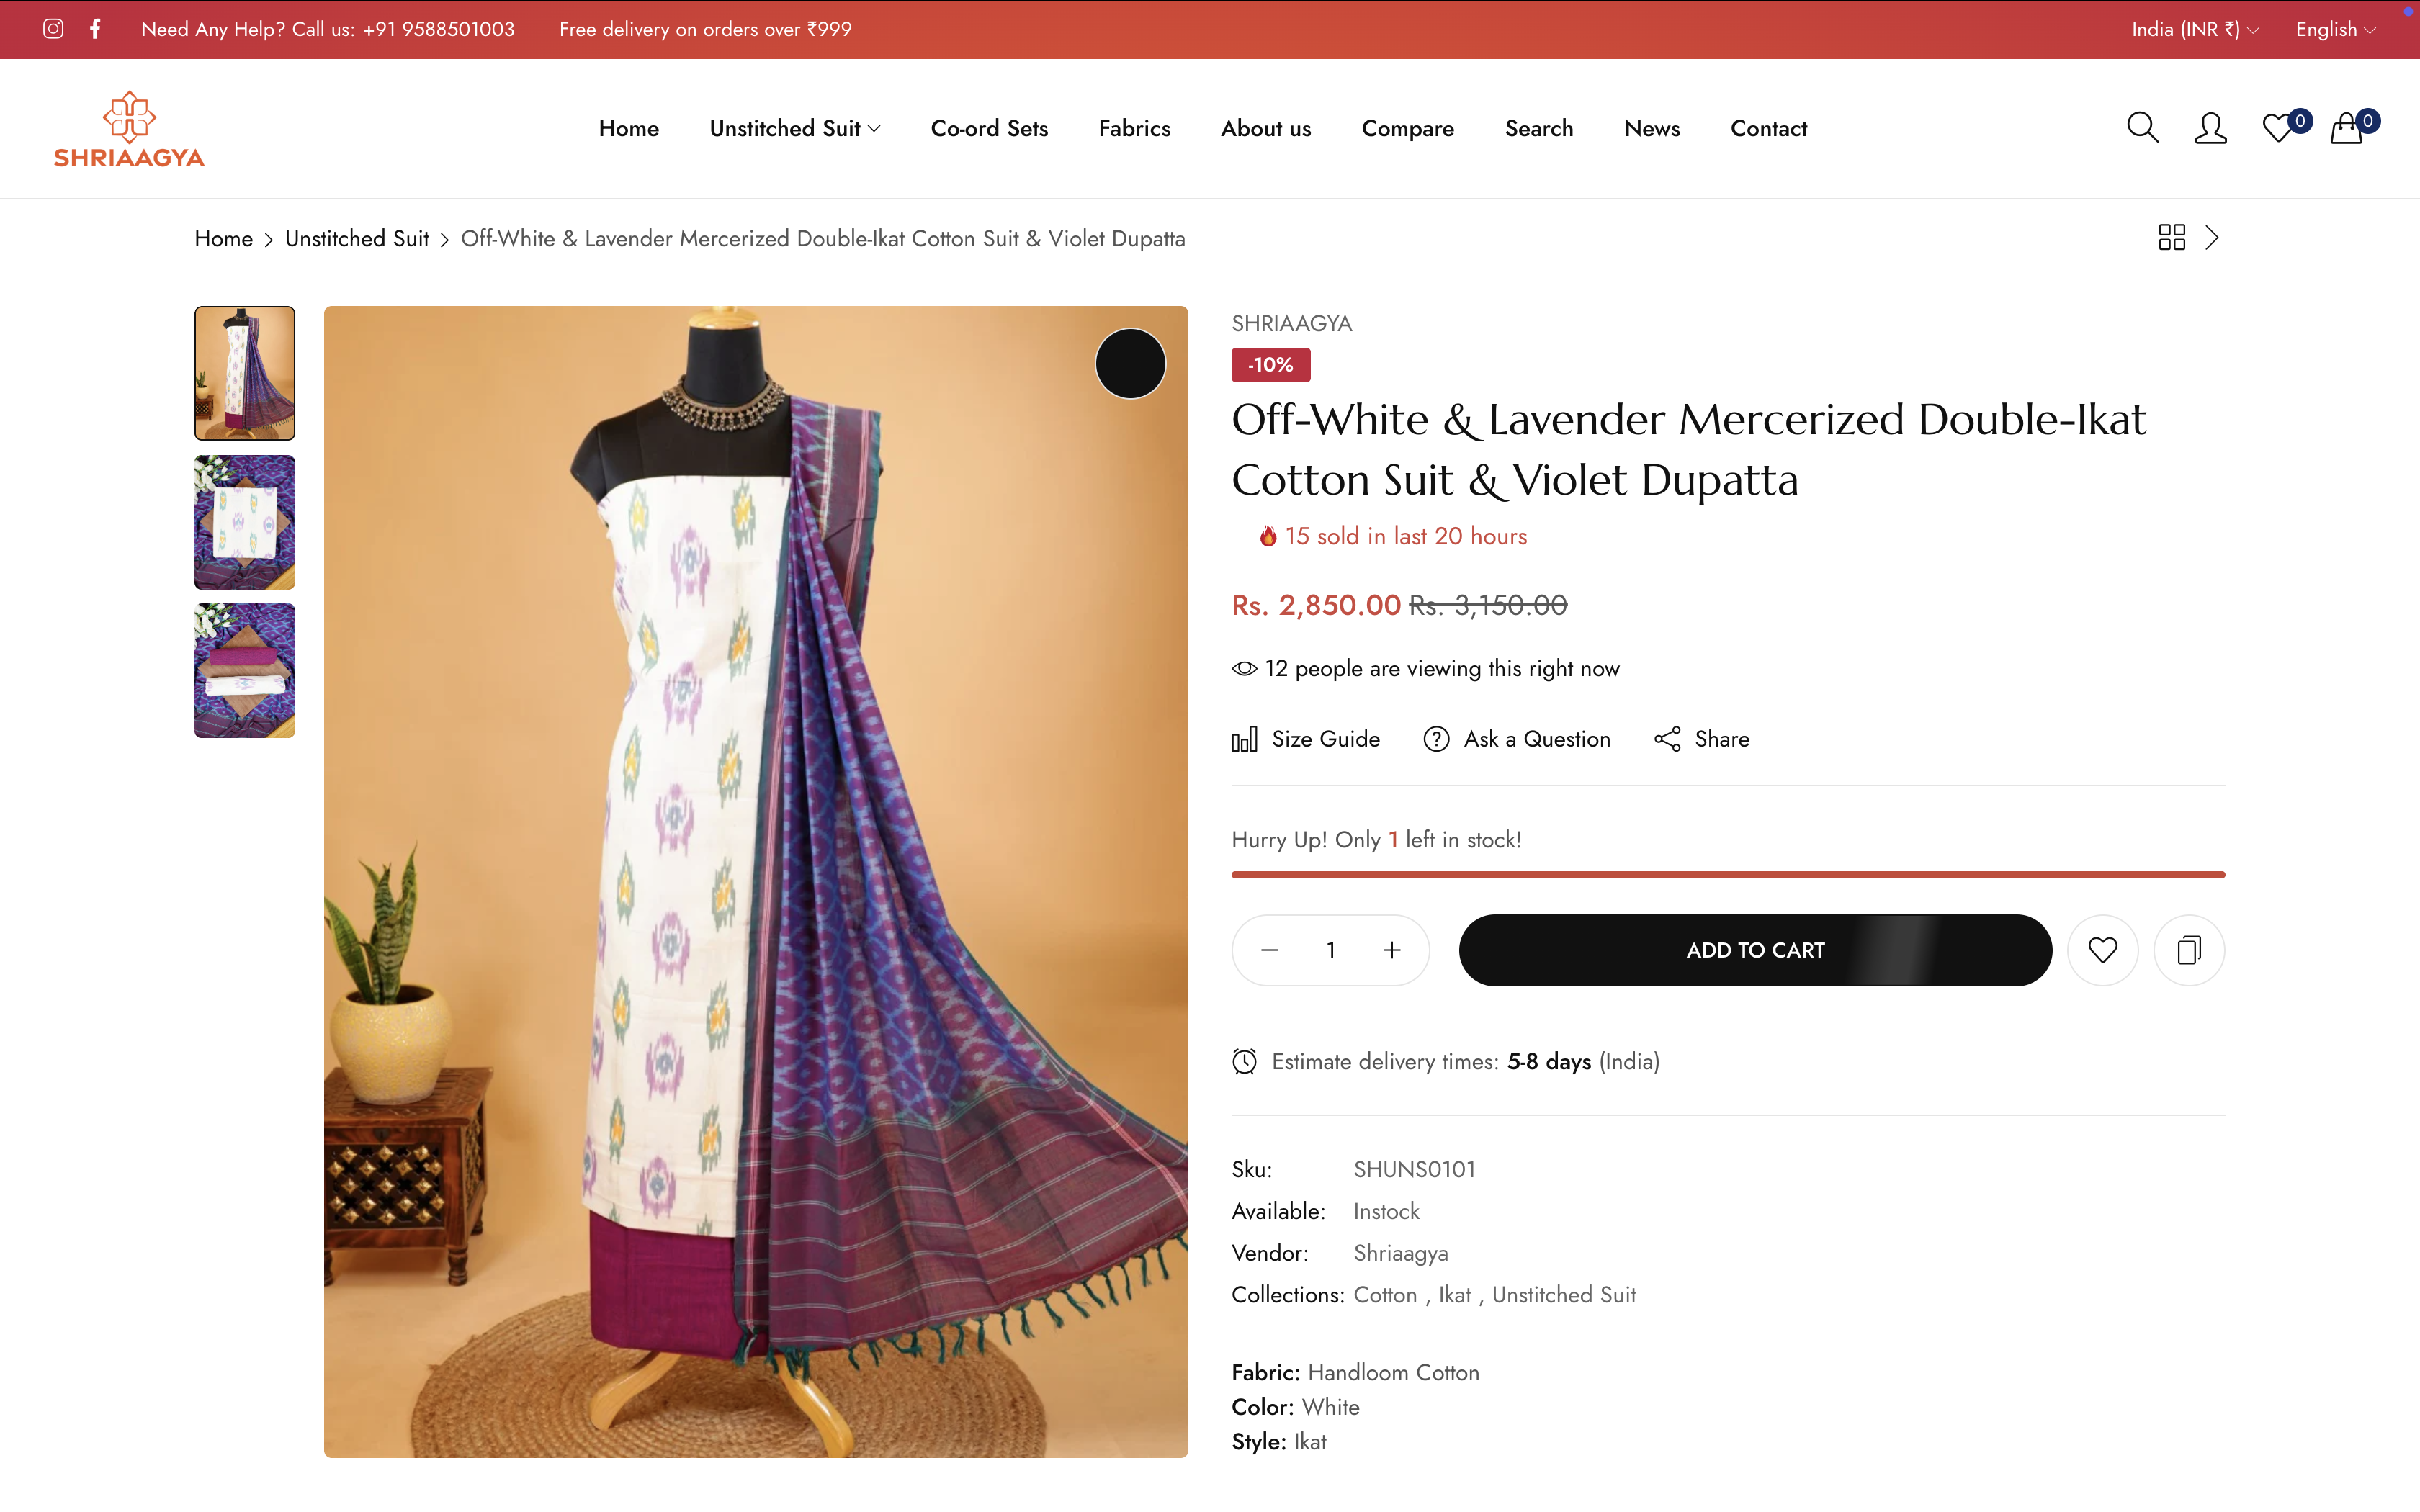 Need Any Help? Call us: +91 9588501003
Free delivery on orders over ₹999
India (INR ₹)
English
SHRIAAGYA
Home
Unstitched Suit
Co-ord Sets
Fabrics
About us
Compare
Search
News
Contact
0
0
Home > Unstitched Suit > Off-White & Lavender Mercerized Double-Ikat Cotton Suit & Violet Dupatta
SHRIAAGYA
-10%
Off-White & Lavender Mercerized Double-Ikat
Cotton Suit & Violet Dupatta
15 sold in last 20 hours
Rs. 2,850.00 Rs. 3,150.00
12 people are viewing this right now
Size Guide
Ask a Question
Share
Hurry Up! Only 1 left in stock!
1
ADD TO CART
Estimate delivery times: 5-8 days (India)
Sku: SHUNS0101
Available: Instock
Vendor: Shriaagya
Collections: Cotton , Ikat , Unstitched Suit
Fabric: Handloom Cotton
Color: White
Style: Ikat